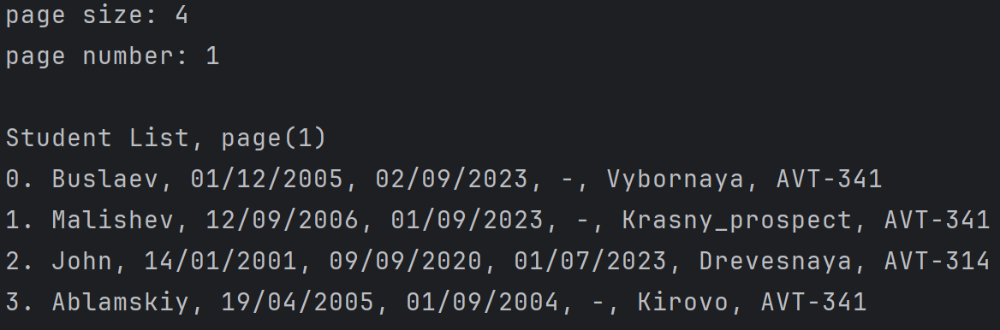 page size: 4
page number: 1
Student List, page(1)
0. Buslaev, 01/12/2005, 02/09/2023, -, Vybornaya, AVT-341
1. Malishev, 12/09/2006, 01/09/2023, -, Krasny_prospect, AVT-341
2. John, 14/01/2001, 09/09/2020, 01/07/2023, Drevesnaya, AVT-314
3. Ablamskiy, 19/04/2005, 01/09/2004, -, Kirovo, AVT-341